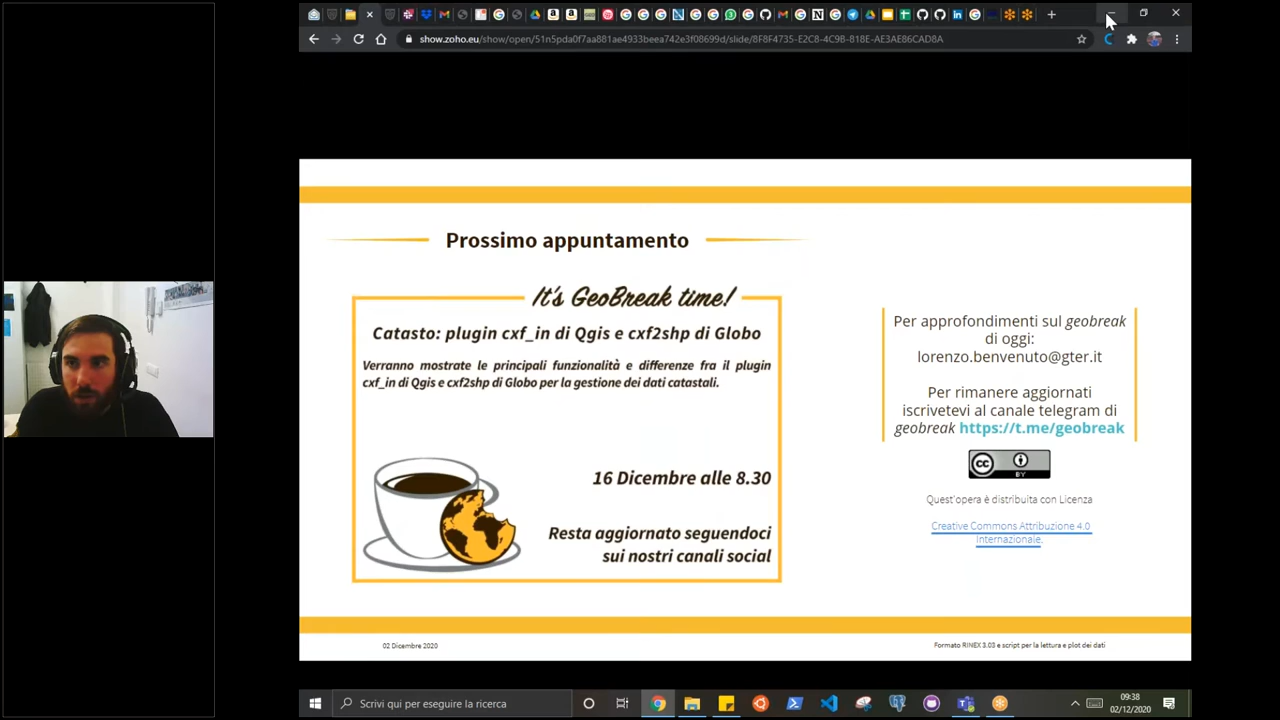 show.zoho.eu/show/open/51n5pda0f7aa881ae4933beea742e3f08699d/slide/8F8F4735-E2C8-4C9B-818E-AE3AE86CAD8A
Prossimo appuntamento
It's GeoBreak time!
Catasto: plugin cxf_in di Qgis e cxf2shp di Globo
Verranno mostrate le principali funzionalità e differenze fra il plugin
cxf_in di Qgis e cxf2shp di Globo per la gestione dei dati catastali.
16 Dicembre alle 8.30
Resta aggiornato seguendoci
sui nostri canali social
Per approfondimenti sul geobreak
di oggi:
lorenzo.benvenuto@gter.it
Per rimanere aggiornati
iscrivetevi al canale telegram di
geobreak https://t.me/geobreak
cc
BY
Quest'opera è distribuita con Licenza
Creative Commons Attribuzione 4.0
Internazionale.
02 Dicembre 2020
Formato RINEX 3.03 e script per la lettura e plot dei dati
Scrivi qui per eseguire la ricerca
09:38
02/12/2020